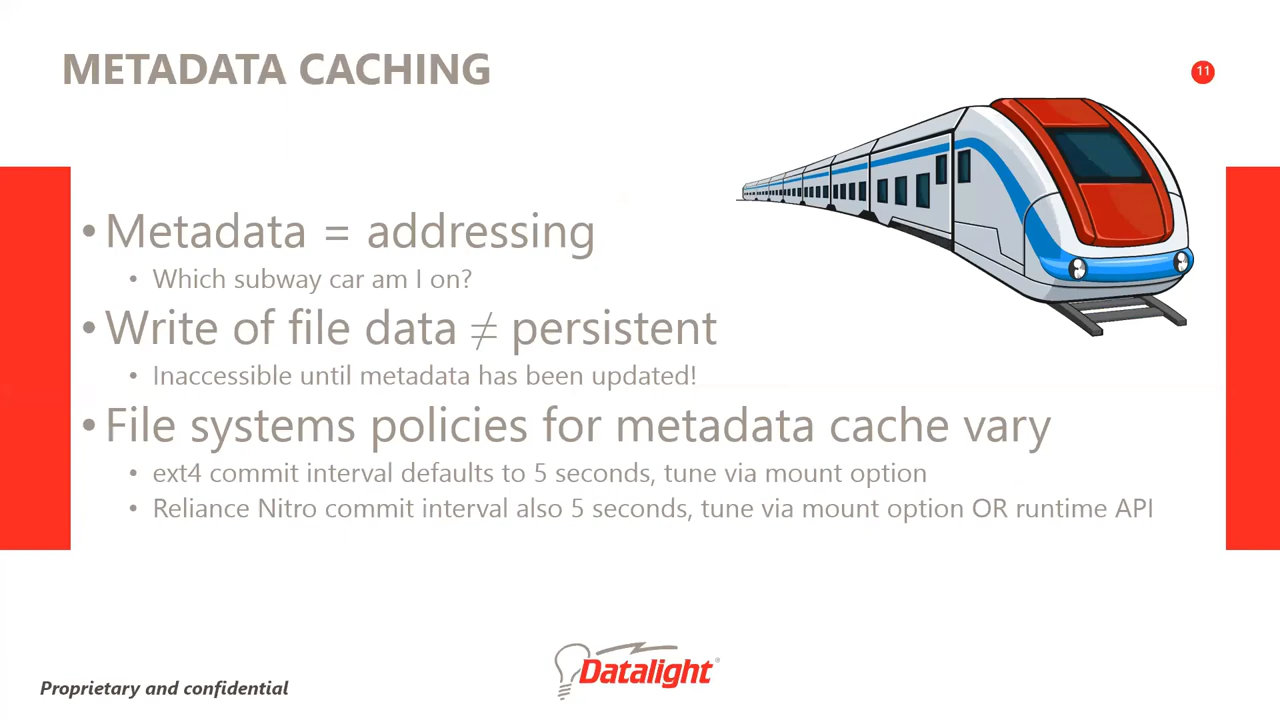 METADATA CACHING
11
• Metadata = addressing
• Which subway car am I on?
• Write of file data ≠ persistent
• Inaccessible until metadata has been updated!
• File systems policies for metadata cache vary
• ext4 commit interval defaults to 5 seconds, tune via mount option
• Reliance Nitro commit interval also 5 seconds, tune via mount option OR runtime API
Datalight®
Proprietary and confidential